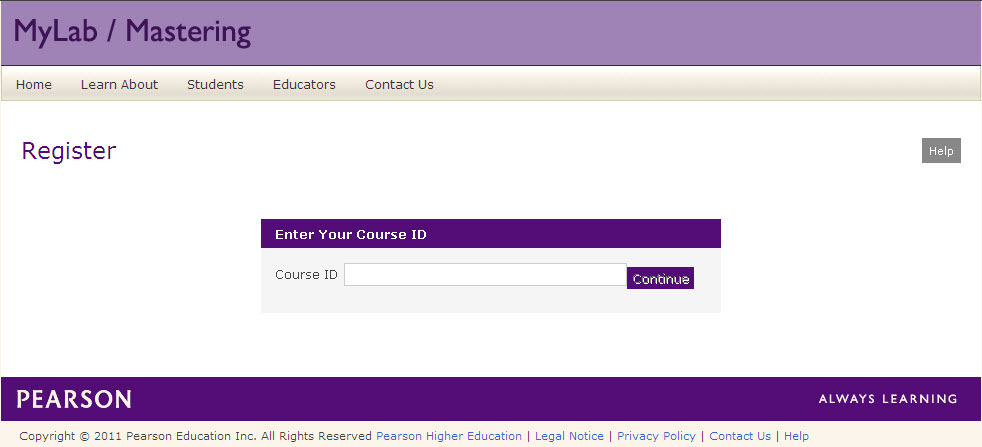 MyLab / Mastering
Home Learn About Students Educators Contact Us
Register
Help
Enter Your Course ID
Course ID Continue
PEARSON ALWAYS LEARNING
Copyright © 2011 Pearson Education Inc. All Rights Reserved Pearson Higher Education | Legal Notice | Privacy Policy | Contact Us | Help